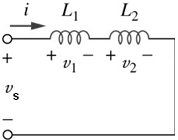 i L₁ L₂
+ + v₁ − + v₂ −
vₛ
−